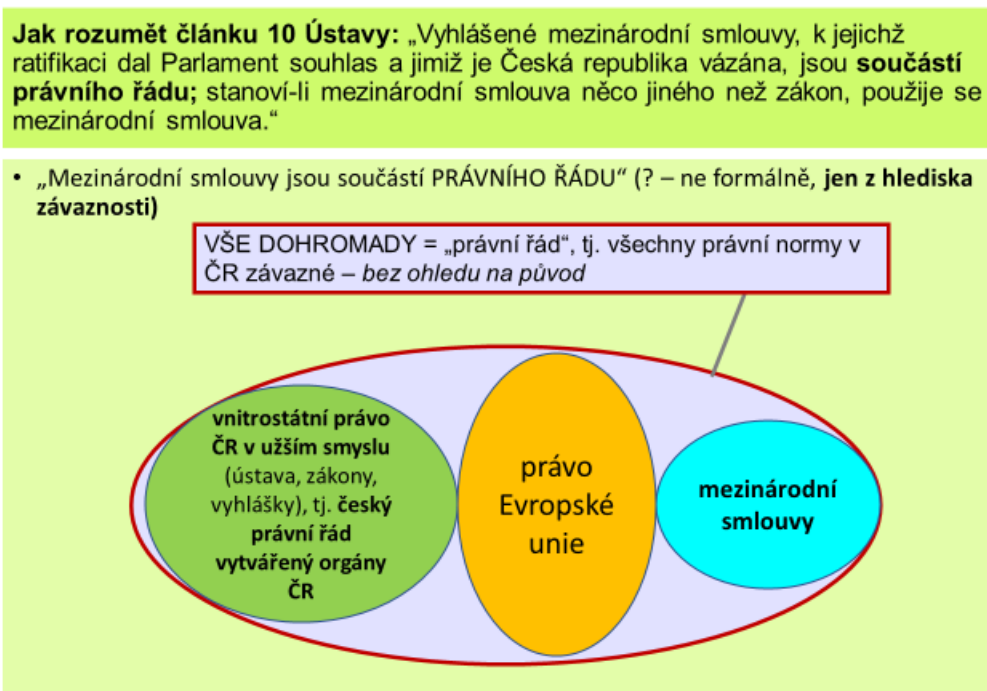 Jak rozumět článku 10 Ústavy: „Vyhlášené mezinárodní smlouvy, k jejichž
ratifikaci dal Parlament souhlas a jimiž je Česká republika vázána, jsou součástí
právního řádu; stanoví-li mezinárodní smlouva něco jiného než zákon, použije se
mezinárodní smlouva.“
• „Mezinárodní smlouvy jsou součástí PRÁVNÍHO ŘÁDU“ (? – ne formálně, jen z hlediska
závaznosti)
VŠE DOHROMADY = „právní řád“, tj. všechny právní normy v
ČR závazné – bez ohledu na původ
vnitrostátní právo
ČR v užším smyslu
(ústava, zákony,
vyhlášky), tj. český
právní řád
vytvářený orgány
ČR
právo
Evropské
unie
mezinárodní
smlouvy